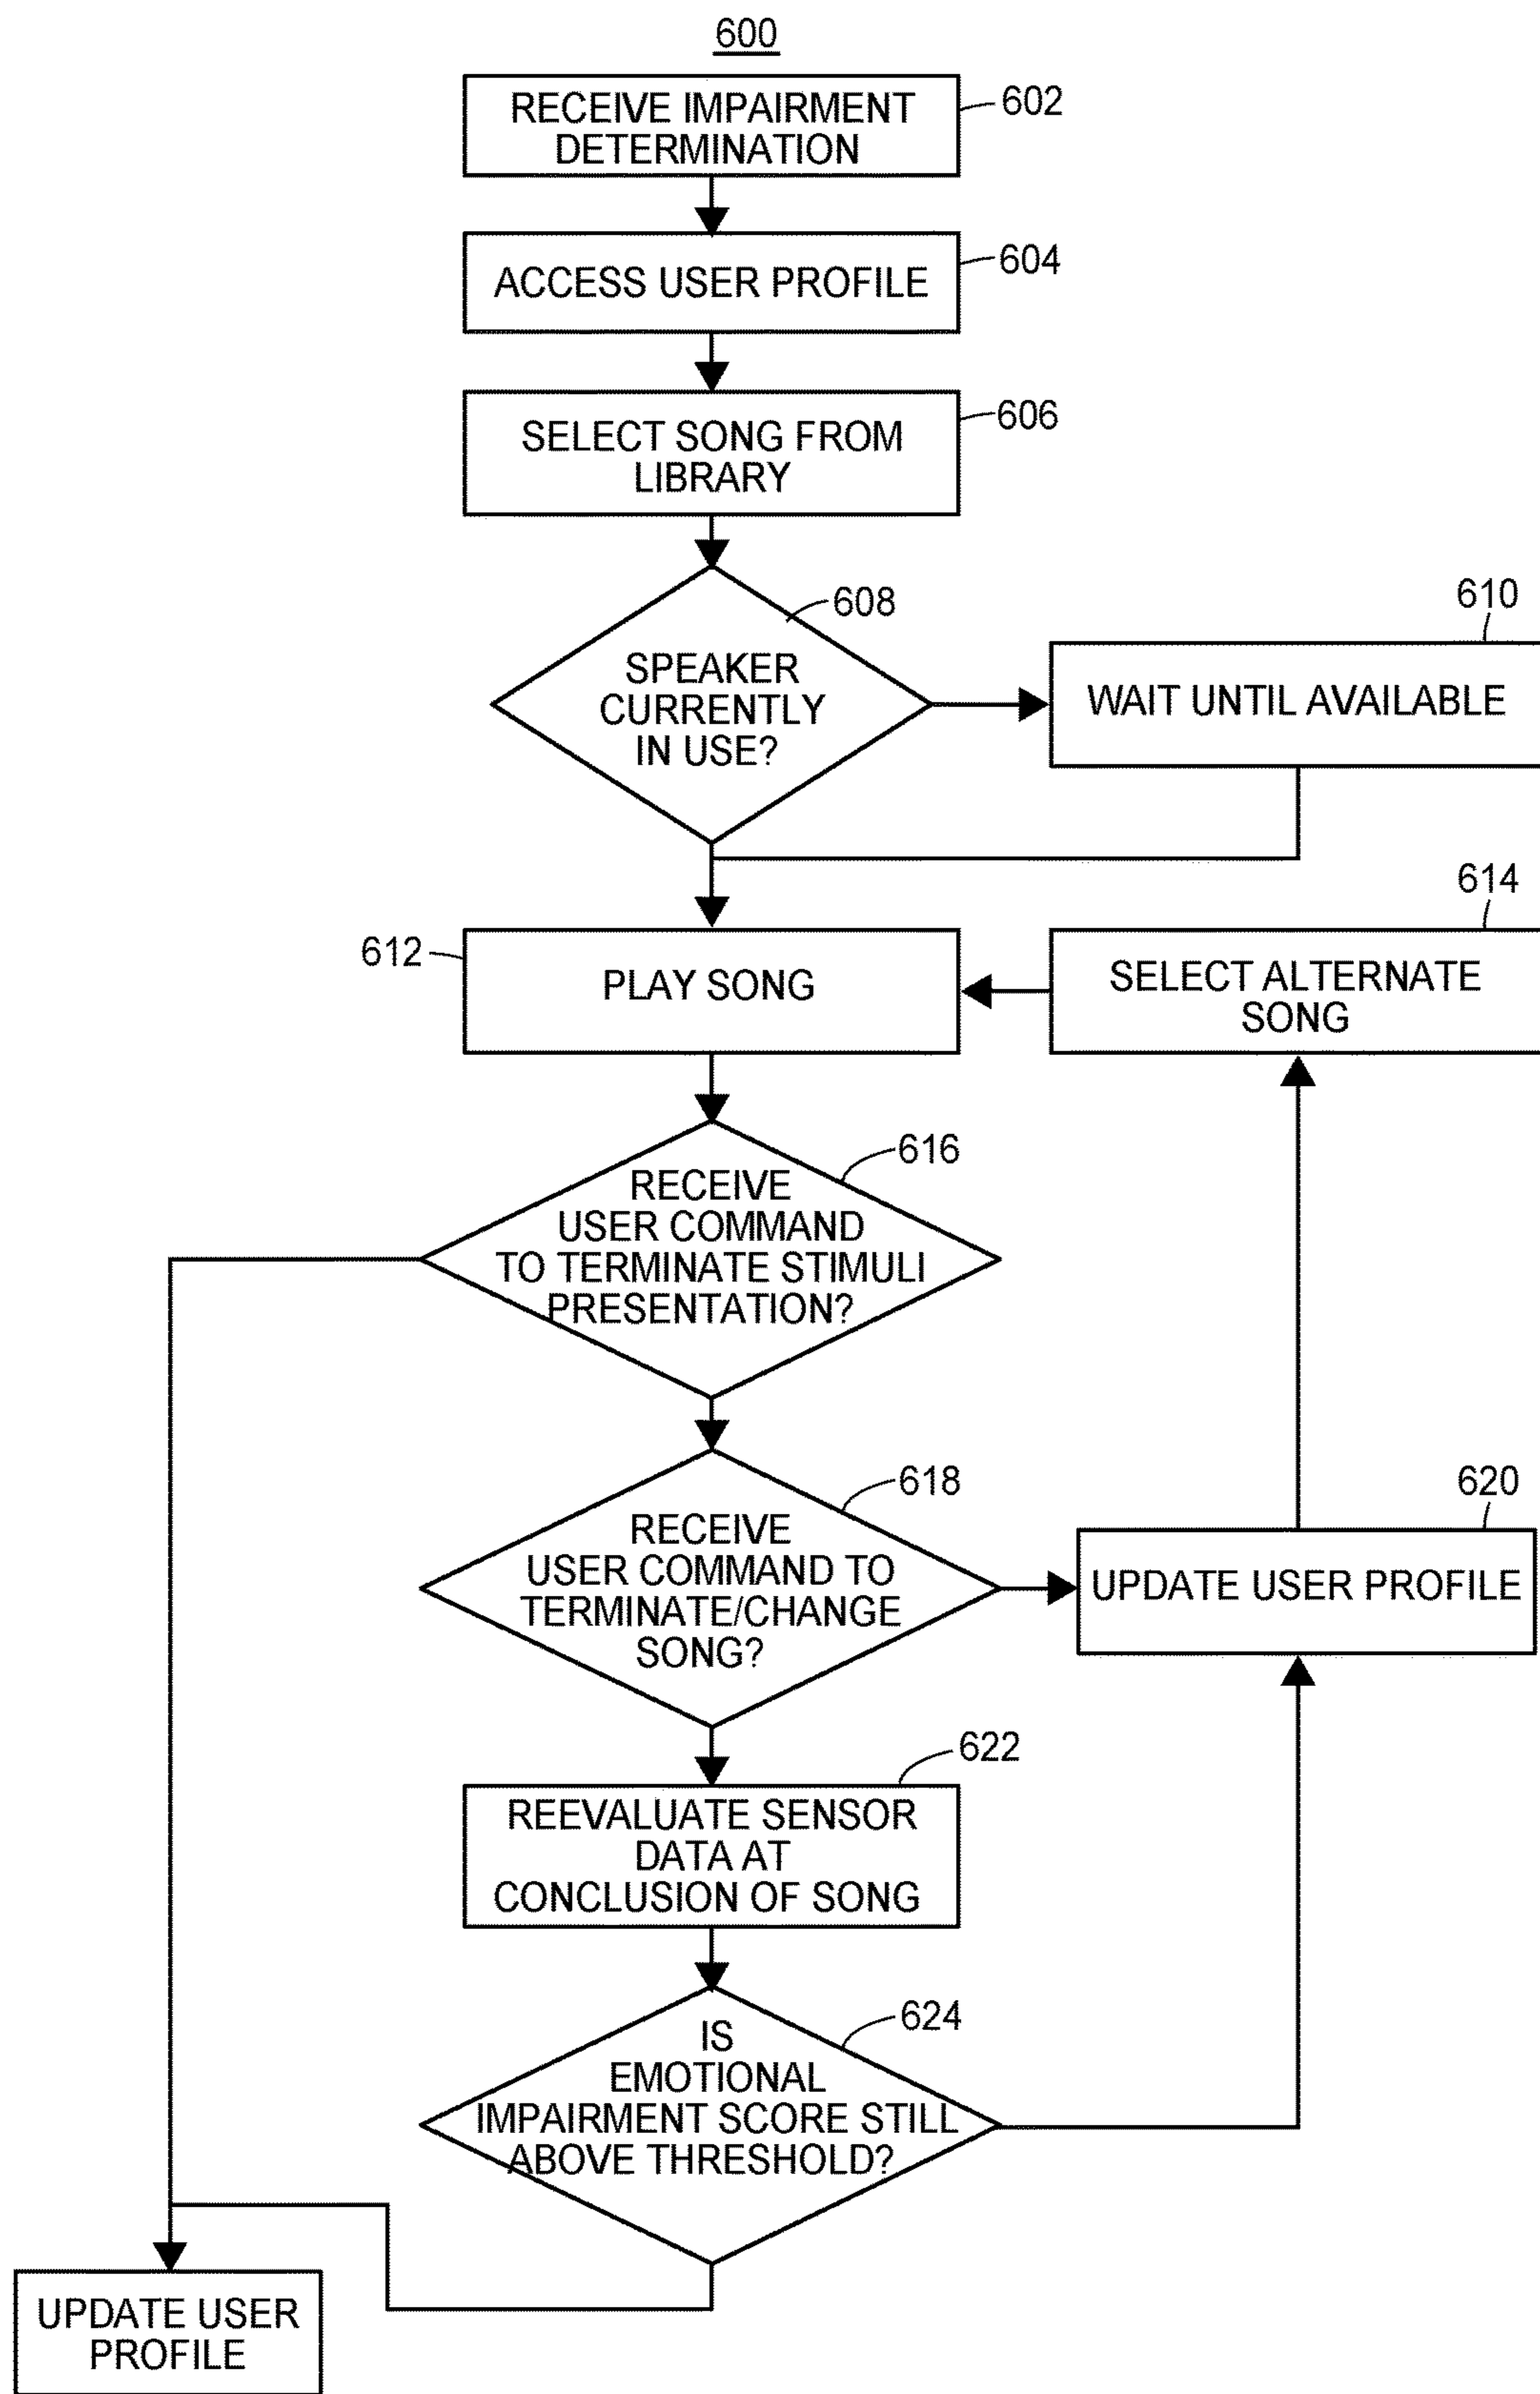 600
RECEIVE IMPAIRMENT
DETERMINATION
602
ACCESS USER PROFILE
604
SELECT SONG FROM
LIBRARY
606
608
SPEAKER
CURRENTLY
IN USE?
610
WAIT UNTIL AVAILABLE
612
PLAY SONG
614
SELECT ALTERNATE
SONG
616
RECEIVE
USER COMMAND
TO TERMINATE STIMULI
PRESENTATION?
618
RECEIVE
USER COMMAND TO
TERMINATE/CHANGE
SONG?
620
UPDATE USER PROFILE
622
REEVALUATE SENSOR
DATA AT
CONCLUSION OF SONG
624
IS
EMOTIONAL
IMPAIRMENT SCORE STILL
ABOVE THRESHOLD?
UPDATE USER
PROFILE